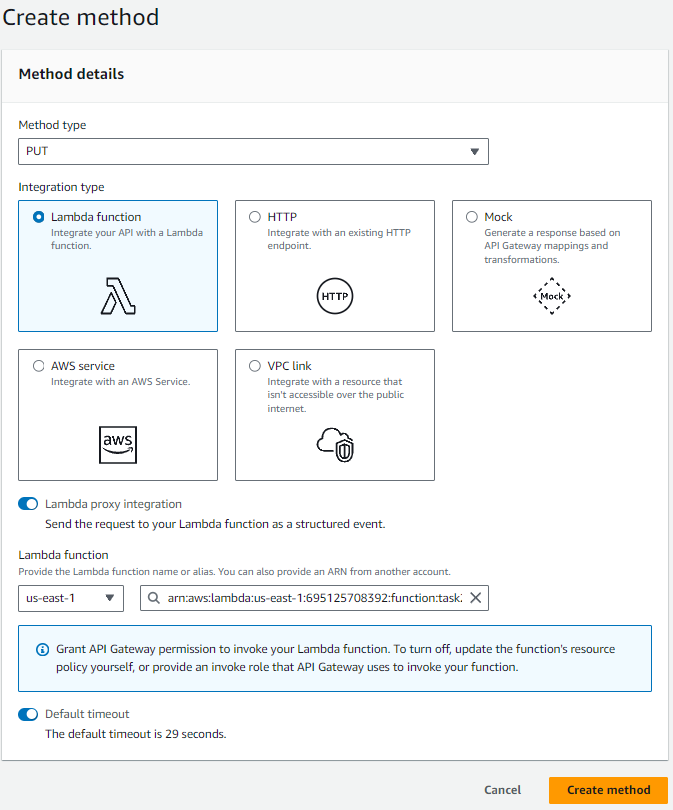 Create method
Method details
Method type
PUT
Integration type
Lambda function
Integrate your API with a Lambda
function.
HTTP
Integrate with an existing HTTP
endpoint.
HTTP
Mock
Generate a response based on
API Gateway mappings and
transformations.
Mock
AWS service
Integrate with an AWS Service.
aws
VPC link
Integrate with a resource that
isn't accessible over the public
internet.
Lambda proxy integration
Send the request to your Lambda function as a structured event.
Lambda function
Provide the Lambda function name or alias. You can also provide an ARN from another account.
us-east-1
arn:aws:lambda:us-east-1:695125708392:function:task
Grant API Gateway permission to invoke your Lambda function. To turn off, update the function's resource
policy yourself, or provide an invoke role that API Gateway uses to invoke your function.
Default timeout
The default timeout is 29 seconds.
Cancel
Create method